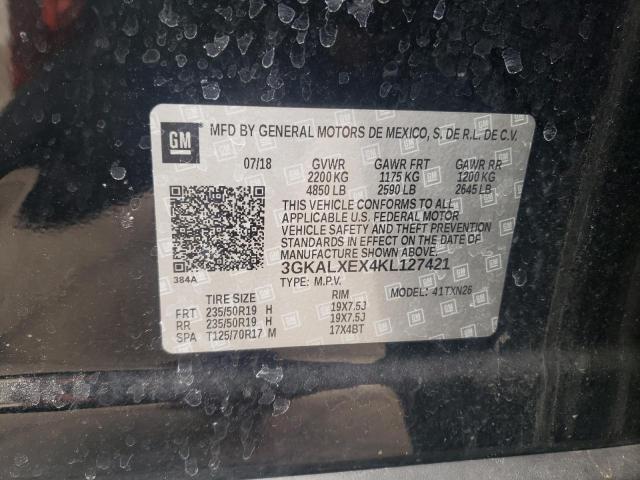 GM
MFD BY GENERAL MOTORS DE MEXICO, S. DE R.L. DE C.V.
07/18 GVWR GAWR FRT GAWR RR
2200 KG 1175 KG 1200 KG
4850 LB 2590 LB 2645 LB
THIS VEHICLE CONFORMS TO ALL
APPLICABLE U.S. FEDERAL MOTOR
VEHICLE SAFETY AND THEFT PREVENTION
STANDARDS IN EFFECT ON THE DATE OF
MANUFACTURE SHOWN ABOVE.
3GKALXEX4KL127421
384A TYPE: M.P.V. MODEL: 41TXN26
TIRE SIZE RIM
FRT 235/50R19 H 19X7.5J
RR 235/50R19 H 19X7.5J
SPA T125/70R17 M 17X4BT